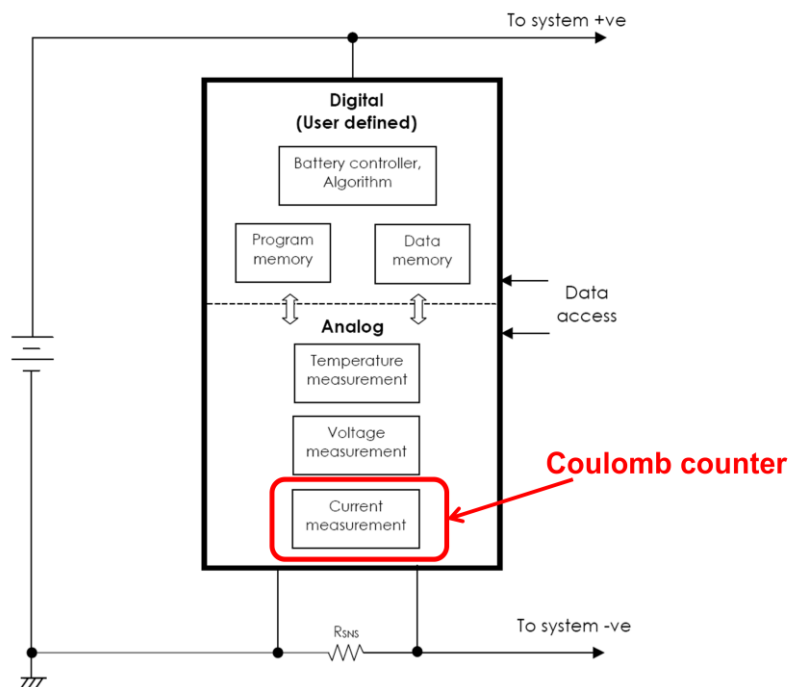 To system +ve
Digital
(User defined)
Battery controller,
Algorithm
Program
memory
Data
memory
Data
access
Analog
Temperature
measurement
Voltage
measurement
Coulomb counter
Current
measurement
RSNS
To system -ve